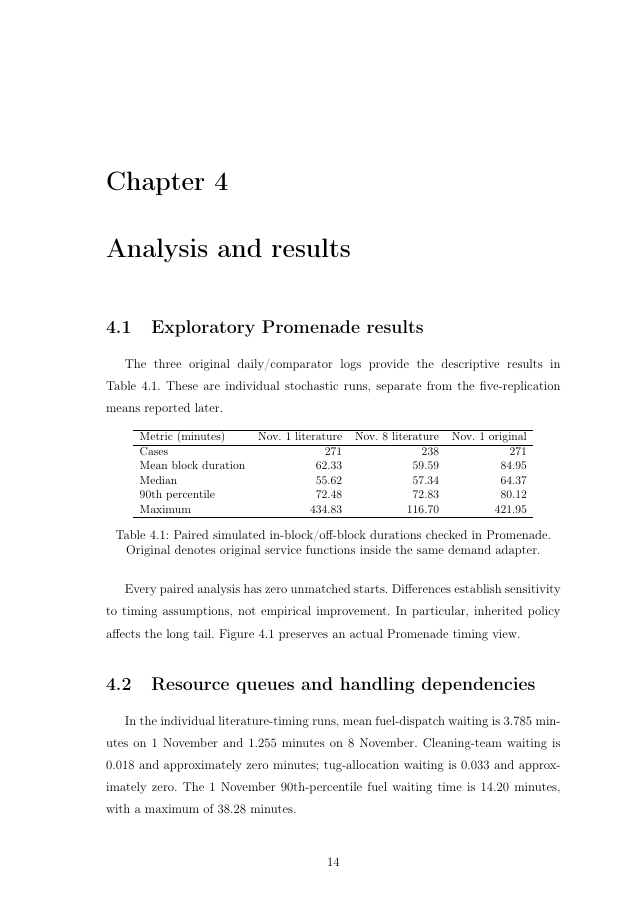 Chapter 4
Analysis and results
4.1 Exploratory Promenade results
The three original daily/comparator logs provide the descriptive results in
Table 4.1. These are individual stochastic runs, separate from the five-replication
means reported later.
Metric (minutes) Nov. 1 literature Nov. 8 literature Nov. 1 original
Cases 271 238 271
Mean block duration 62.33 59.59 84.95
Median 55.62 57.34 64.37
90th percentile 72.48 72.83 80.12
Maximum 434.83 116.70 421.95
Table 4.1: Paired simulated in-block/off-block durations checked in Promenade.
Original denotes original service functions inside the same demand adapter.
Every paired analysis has zero unmatched starts. Differences establish sensitivity
to timing assumptions, not empirical improvement. In particular, inherited policy
affects the long tail. Figure 4.1 preserves an actual Promenade timing view.
4.2 Resource queues and handling dependencies
In the individual literature-timing runs, mean fuel-dispatch waiting is 3.785 min-
utes on 1 November and 1.255 minutes on 8 November. Cleaning-team waiting is
0.018 and approximately zero minutes; tug-allocation waiting is 0.033 and approx-
imately zero. The 1 November 90th-percentile fuel waiting time is 14.20 minutes,
with a maximum of 38.28 minutes.
14